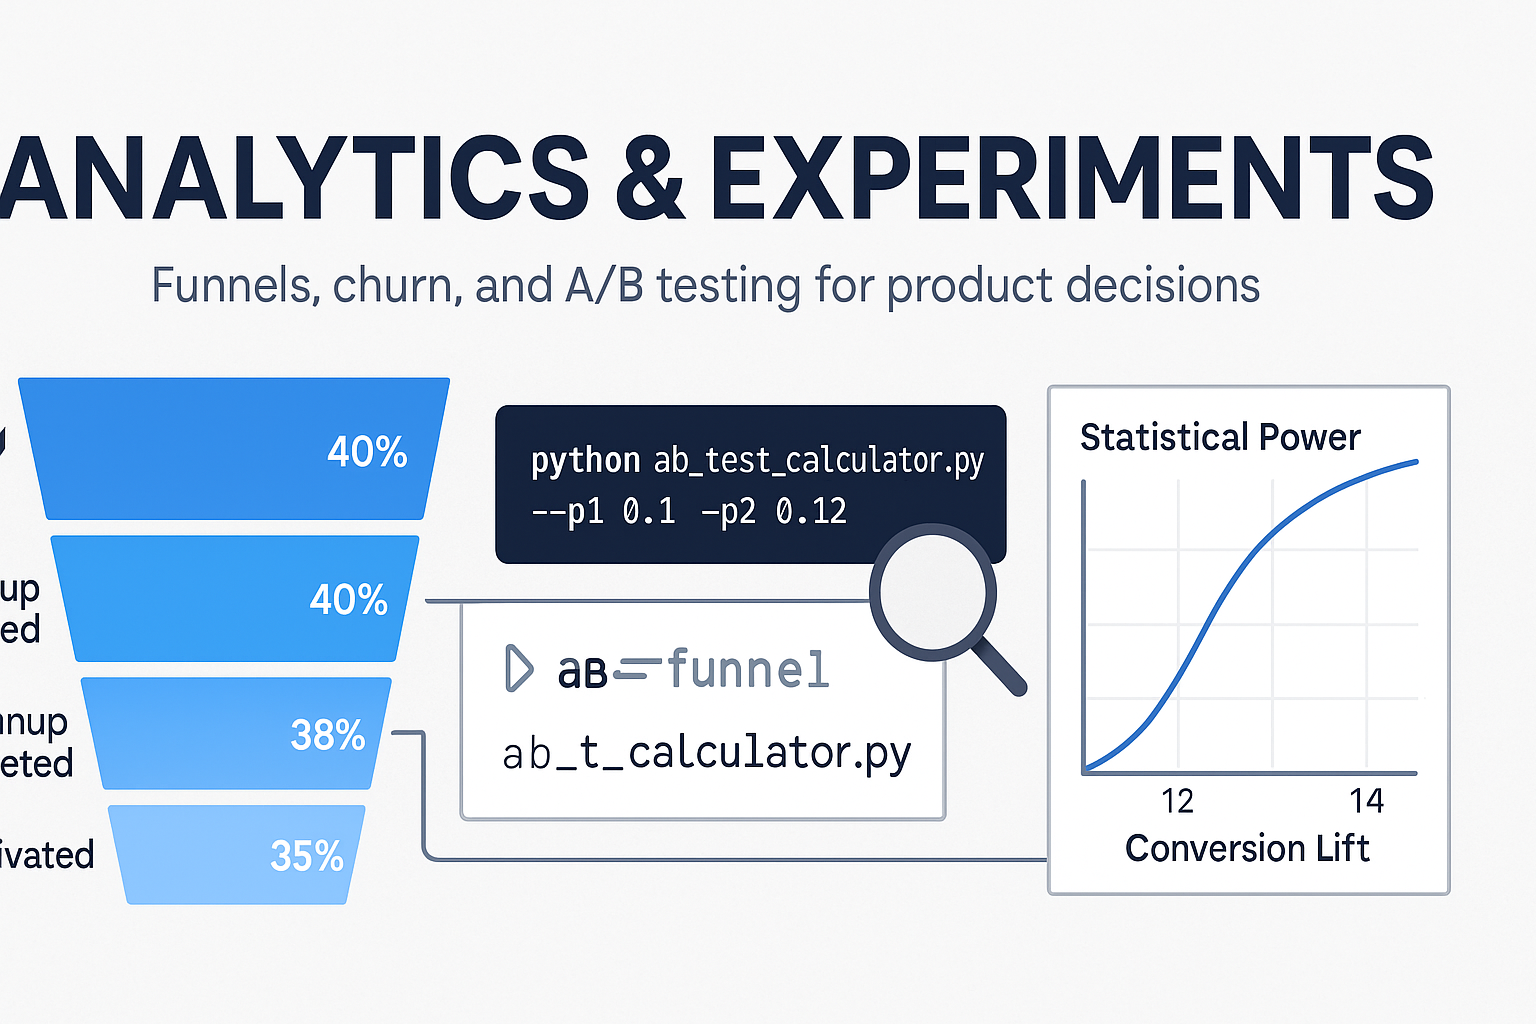 ANALYTICS & EXPERIMENTS
Funnels, churn, and A/B testing for product decisions
40%
up
ed
40%
nnup
eted
38%
ivated
35%
python ab_test_calculator.py
--p1 0.1 –p2 0.12
aB=funnel
ab_t_calculator.py
Statistical Power
12 14
Conversion Lift